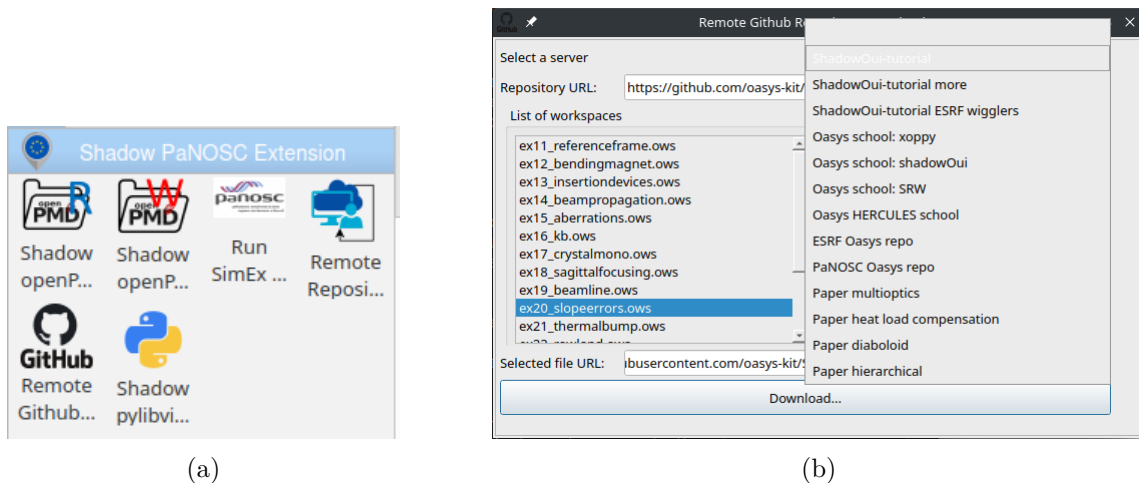 Shadow PaNOSC Extension
open
PMD R
open
PMD W
panosc
Shadow
openP...
Shadow
openP...
Run
SimEx ...
Remote
Reposi...
GitHub
Remote
Github...
Shadow
pylibvi...
(a)
Remote Github R
Select a server
ShadowOui-tutorial
Repository URL:
https://github.com/oasys-kit/
ShadowOui-tutorial more
ShadowOui-tutorial ESRF wigglers
Oasys school: xoppy
Oasys school: shadowOui
Oasys school: SRW
Oasys HERCULES school
ESRF Oasys repo
PaNOSC Oasys repo
Paper multioptics
Paper heat load compensation
Paper diaboloid
Paper hierarchical
List of workspaces
ex11_referenceframe.ows
ex12_bendingmagnet.ows
ex13_insertiondevices.ows
ex14_beampropagation.ows
ex15_aberrations.ows
ex16_kb.ows
ex17_crystalmono.ows
ex18_sagittalfocusing.ows
ex19_beamline.ows
ex20_slopeerrors.ows
ex21_thermalbump.ows
Selected file URL:
ubusercontent.com/oasys-kit/S
Download...
(b)